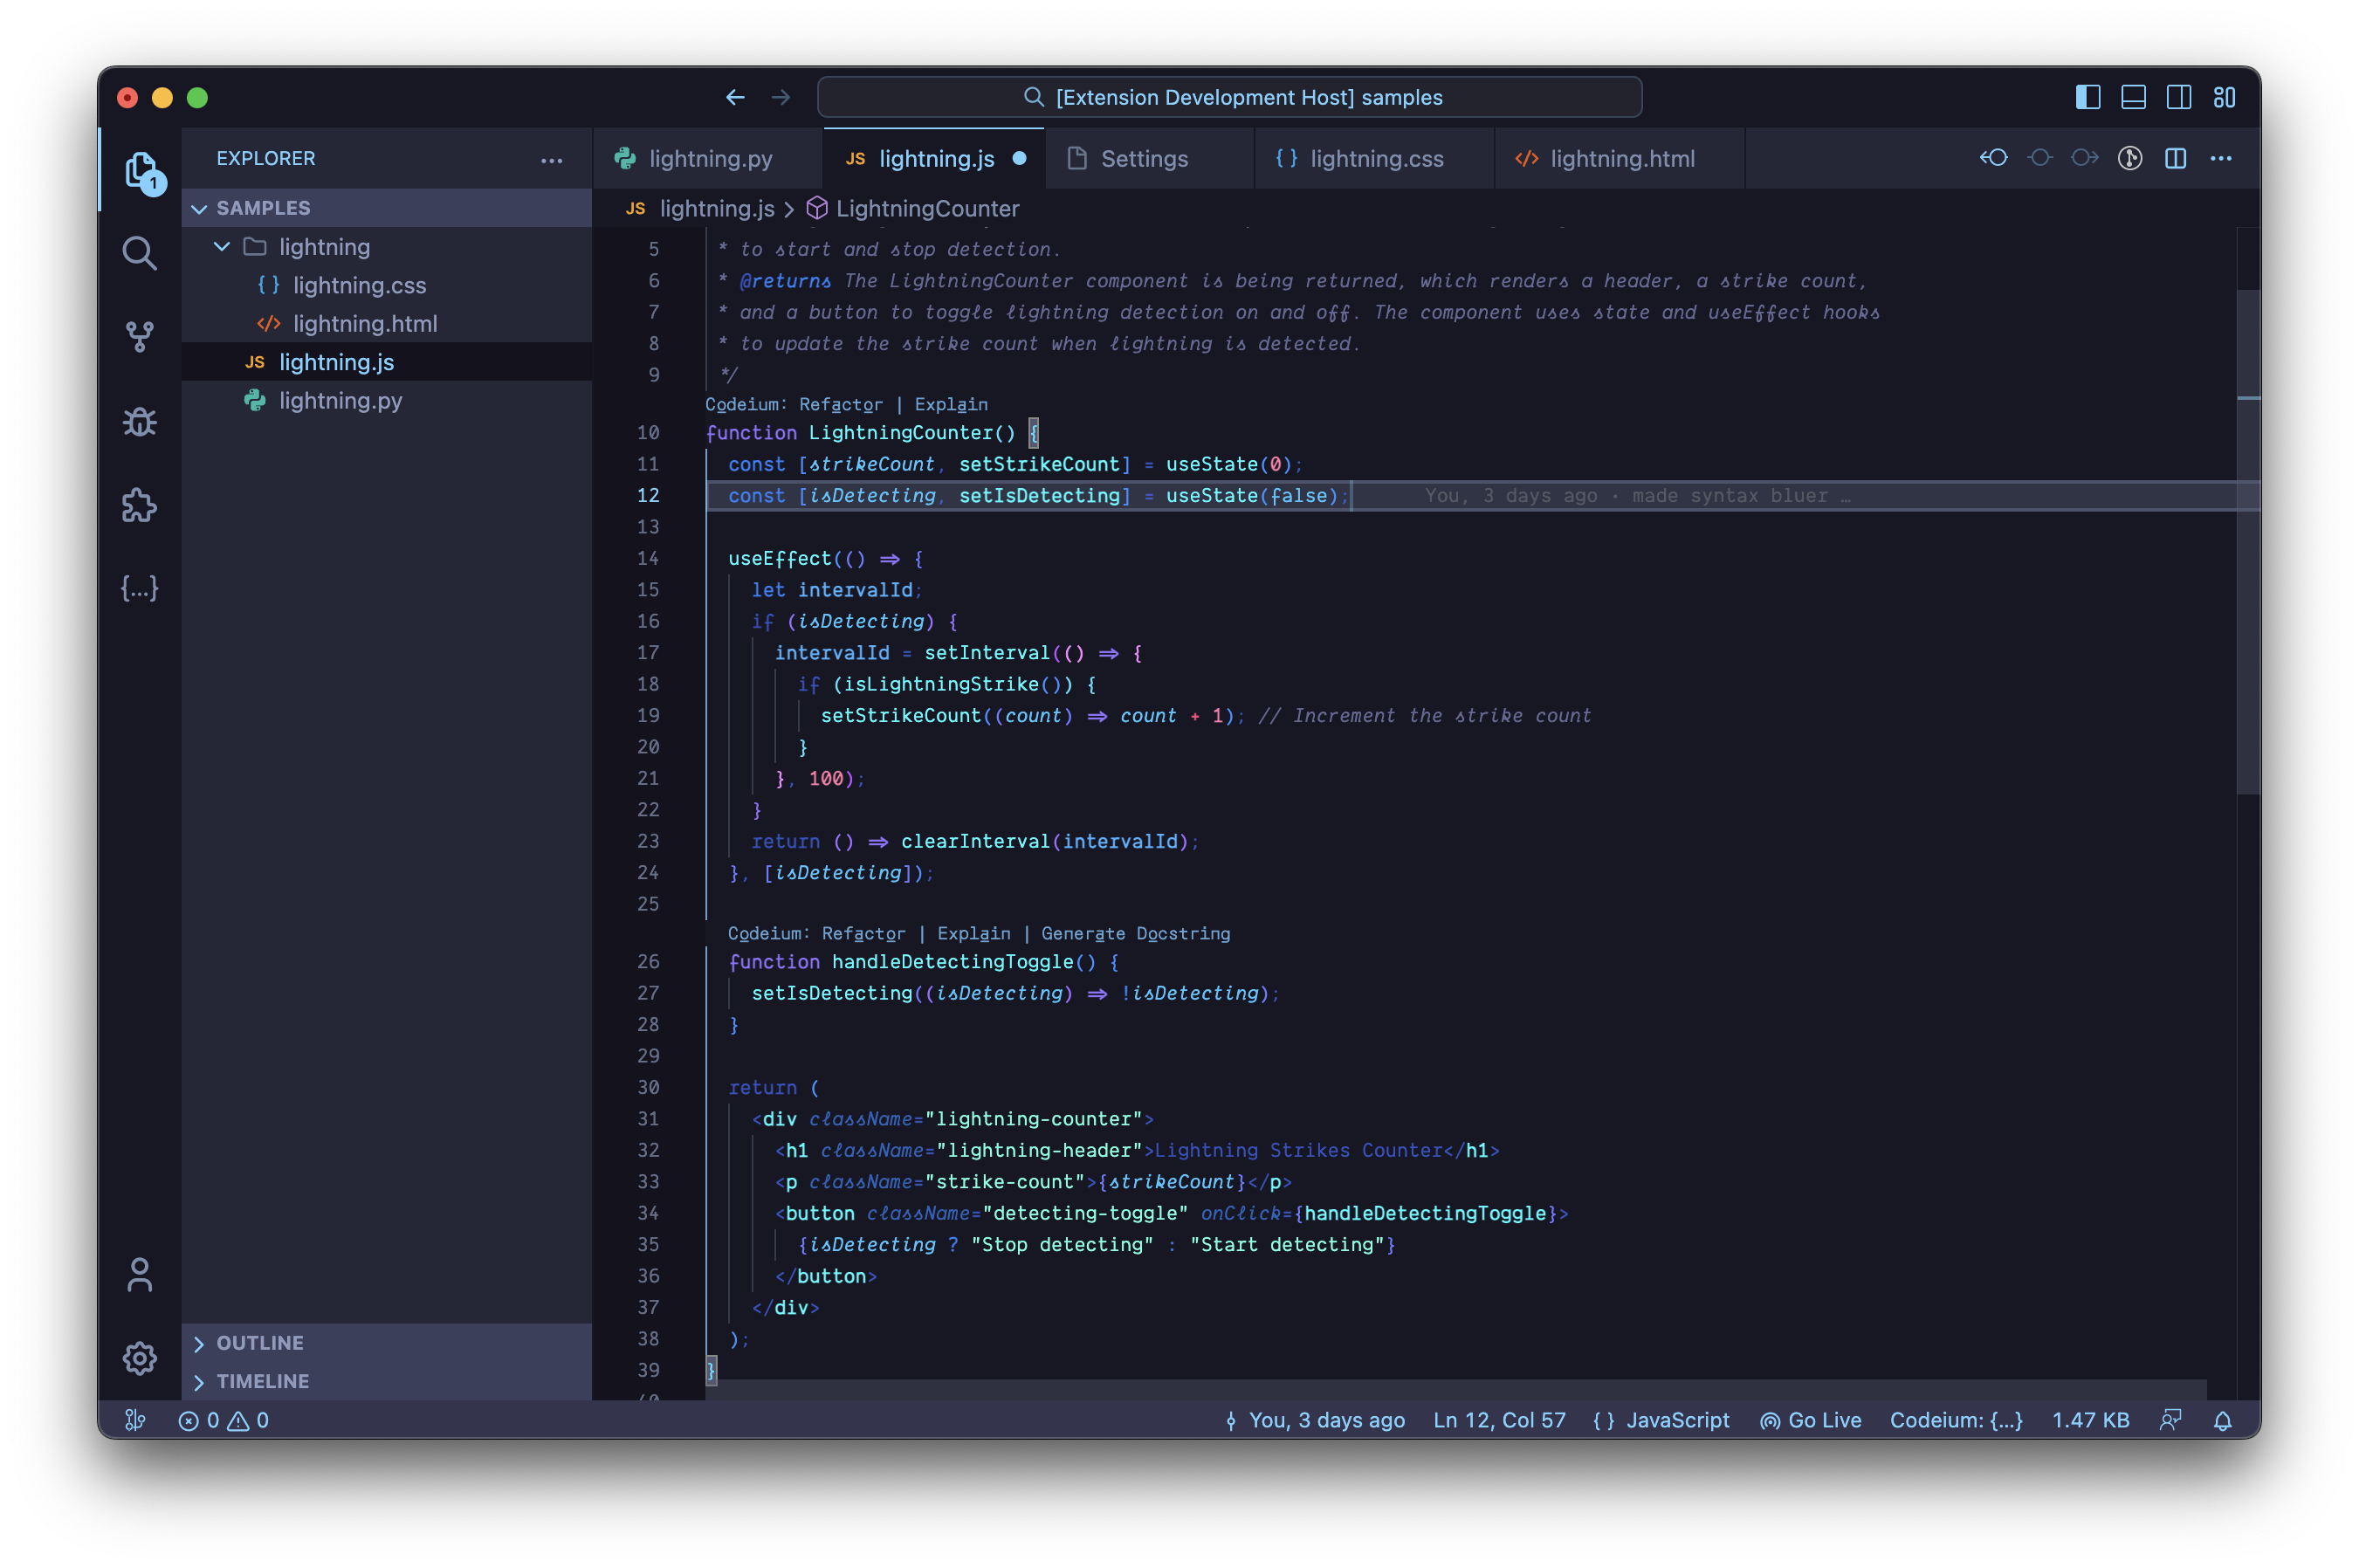 [Extension Development Host] samples
EXPLORER
1
SAMPLES
lightning
lightning.css
lightning.html
JS lightning.js
lightning.py
OUTLINE
TIMELINE
lightning.py
JS lightning.js
Settings
lightning.css
lightning.html
JS lightning.js > LightningCounter
5 * to start and stop detection.
6 * @returns The LightningCounter component is being returned, which renders a header, a strike count,
7 * and a button to toggle lightning detection on and off. The component uses state and useEffect hooks
8 * to update the strike count when lightning is detected.
9 */
Codeium: Refactor | Explain
10 function LightningCounter() {
11 const [strikeCount, setStrikeCount] = useState(0);
12 const [isDetecting, setIsDetecting] = useState(false); You, 3 days ago · made syntax bluer …
13
14 useEffect(() => {
15 let intervalId;
16 if (isDetecting) {
17 intervalId = setInterval(() => {
18 if (isLightningStrike()) {
19 setStrikeCount((count) => count + 1); // Increment the strike count
20 }
21 }, 100);
22 }
23 return () => clearInterval(intervalId);
24 }, [isDetecting]);
25
Codeium: Refactor | Explain | Generate Docstring
26 function handleDetectingToggle() {
27 setIsDetecting((isDetecting) => !isDetecting);
28 }
29
30 return (
31 <div className="lightning-counter">
32 <h1 className="lightning-header">Lightning Strikes Counter</h1>
33 <p className="strike-count">{strikeCount}</p>
34 <button className="detecting-toggle" onClick={handleDetectingToggle}>
35 {isDetecting ? "Stop detecting" : "Start detecting"}
36 </button>
37 </div>
38 );
39 }
0 0 You, 3 days ago Ln 12, Col 57 { } JavaScript Go Live Codeium: {...} 1.47 KB